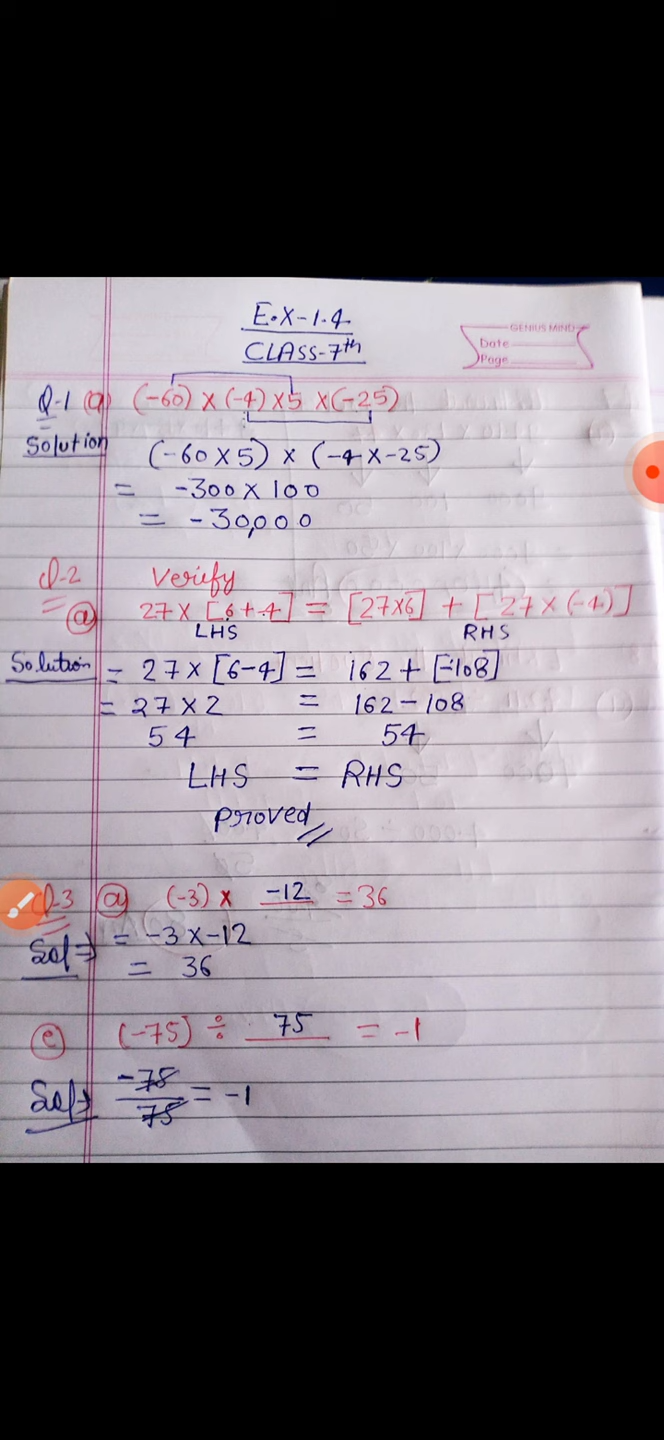 E.X-1.4
CLASS-7th
GENIUS MIND
Date
Page
Q-1 (a) (-60) × (-4) × 5 × (-25)
Solution (-60 × 5) × (-4 × -25)
= -300 × 100
= -30,000
Q-2 Verify
(a) 27 × [6 + 4] = [27×6] + [27 × (-4)]
LHS RHS
Solution = 27 × [6-4] = 162 + [-108]
= 27 × 2 = 162 - 108
54 = 54
LHS = RHS
Proved
Q-3 (a) (-3) × -12 = 36
Sol⇒ = -3 × -12
= 36
(e) (-75) ÷ 75 = -1
Sol⇒ -75/75 = -1